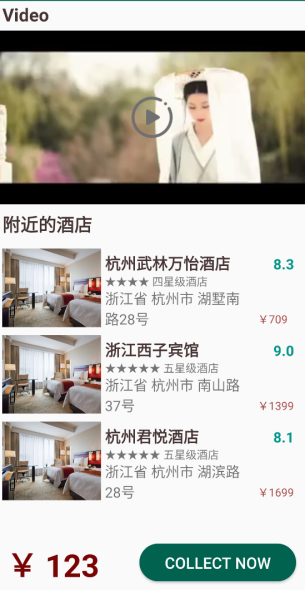 Video
附近的酒店
杭州武林万怡酒店 8.3
★★★★ 四星级酒店
浙江省 杭州市 湖墅南
路28号 ￥709
浙江西子宾馆 9.0
★★★★★ 五星级酒店
浙江省 杭州市 南山路
37号 ￥1399
杭州君悦酒店 8.1
★★★★★ 五星级酒店
浙江省 杭州市 湖滨路
28号 ￥1699
￥ 123 COLLECT NOW